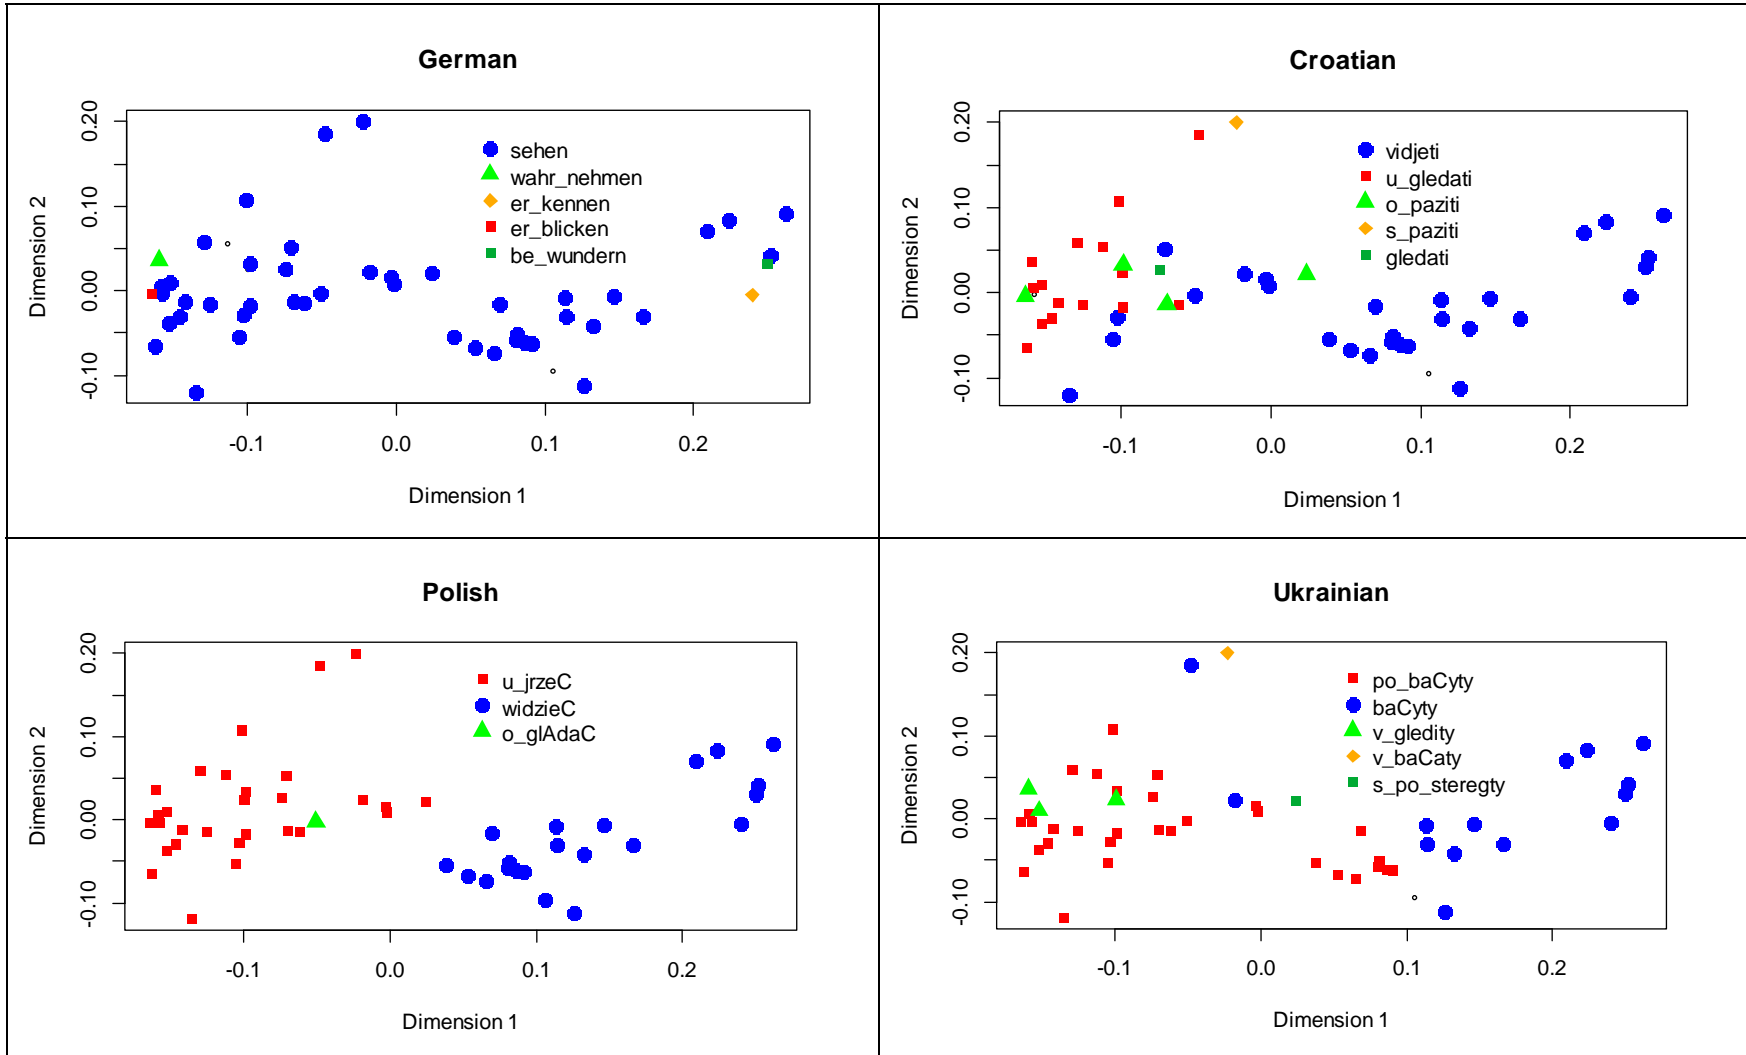 German
Dimension 2
0.20
0.10
0.00
-0.10
sehen
wahr_nehmen
er_kennen
er_blicken
be_wundern
-0.1 0.0 0.1 0.2
Dimension 1
Croatian
Dimension 2
0.20
0.10
0.00
-0.10
vidjeti
u_gledati
o_paziti
s_paziti
gledati
-0.1 0.0 0.1 0.2
Dimension 1
Polish
Dimension 2
0.20
0.10
0.00
-0.10
u_jrzeC
widzieC
o_glAdaC
-0.1 0.0 0.1 0.2
Dimension 1
Ukrainian
Dimension 2
0.20
0.10
0.00
-0.10
po_baCyty
baCyty
v_gledity
v_baCaty
s_po_steregty
-0.1 0.0 0.1 0.2
Dimension 1